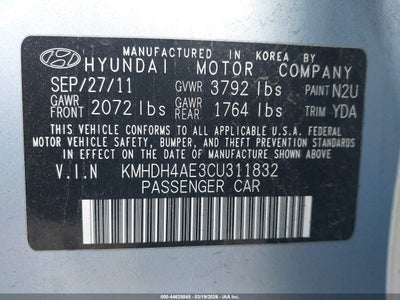 MANUFACTURED IN KOREA BY
HYUNDAI MOTOR COMPANY
SEP/27/11 GVWR 3792 lbs PAINT N2U
GAWR FRONT 2072 lbs GAWR REAR 1764 lbs TRIM YDA
THIS VEHICLE CONFORMS TO ALL APPLICABLE U.S.A. FEDERAL
MOTOR VEHICLE SAFETY, BUMPER, AND THEFT PREVENTION
STANDARDS IN EFFECT ON THE DATE OF MANUFACTURE SHOWN ABOVE.
V.I.N KMHDH4AE3CU311832
PASSENGER CAR